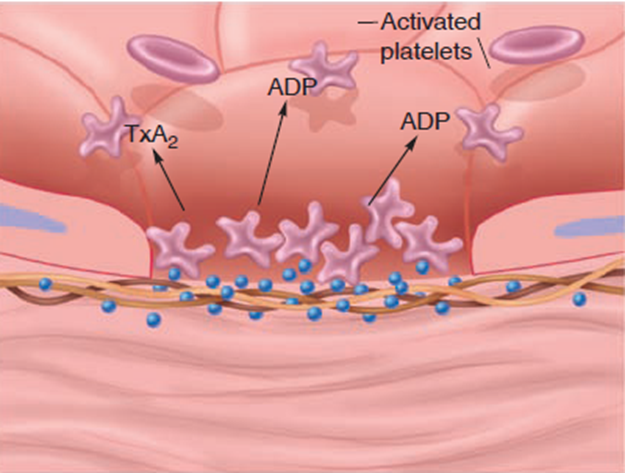 Activated
platelets
ADP
ADP
TxA₂